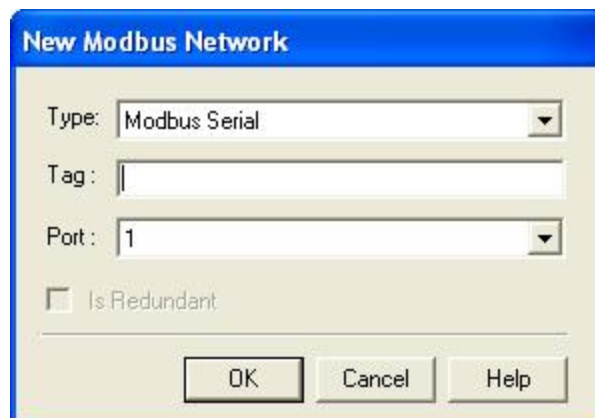 New Modbus Network
Type: Modbus Serial
Tag :
Port : 1
Is Redundant
OK Cancel Help